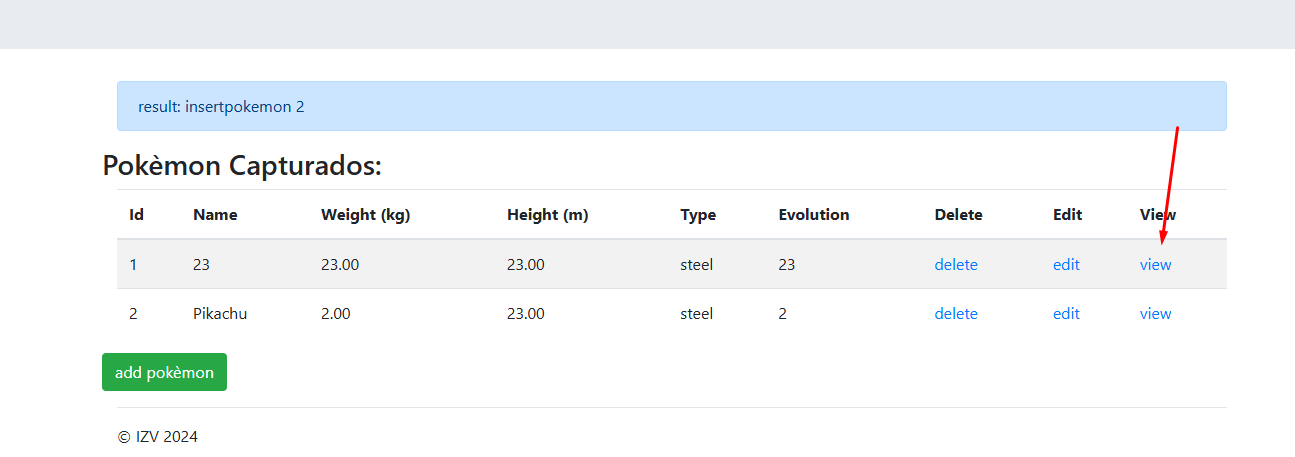 result: insertpokemon 2
Pokèmon Capturados:
Id Name Weight (kg) Height (m) Type Evolution Delete Edit View
1 23 23.00 23.00 steel 23 delete edit view
2 Pikachu 2.00 23.00 steel 2 delete edit view
add pokèmon
© IZV 2024